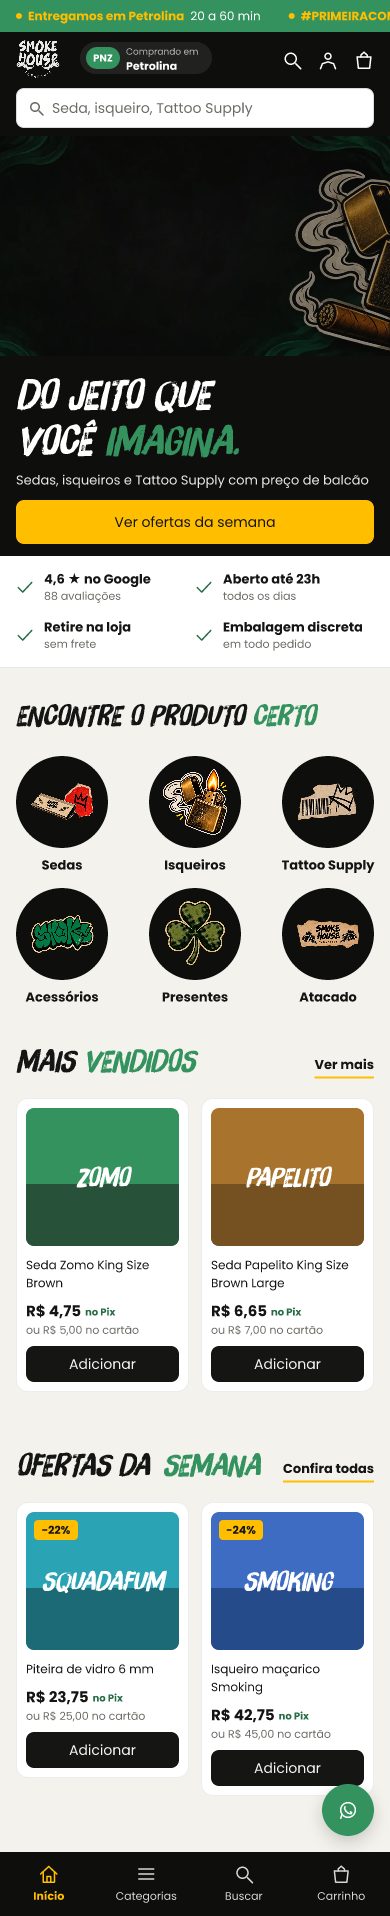 Entregamos em Petrolina 20 a 60 min #PRIMEIRACO
SMOKE
HOUSE
PNZ
Comprando em
Petrolina
Seda, isqueiro, Tattoo Supply
DO JEITO QUE
VOCÊ IMAGINA.
Sedas, isqueiros e Tattoo Supply com preço de balcão
Ver ofertas da semana
4,6 ★ no Google
88 avaliações
Aberto até 23h
todos os dias
Retire na loja
sem frete
Embalagem discreta
em todo pedido
ENCONTRE O PRODUTO CERTO
Sedas
Isqueiros
Tattoo Supply
SMOKE
SMOKE
HOUSE
Acessórios
Presentes
Atacado
MAIS VENDIDOS
Ver mais
ZOMO
Seda Zomo King Size
Brown
R$ 4,75 no Pix
ou R$ 5,00 no cartão
Adicionar
PAPELITO
Seda Papelito King Size
Brown Large
R$ 6,65 no Pix
ou R$ 7,00 no cartão
Adicionar
OFERTAS DA SEMANA
Confira todas
-22%
SQUADAFUM
Piteira de vidro 6 mm
R$ 23,75 no Pix
ou R$ 25,00 no cartão
Adicionar
-24%
SMOKING
Isqueiro maçarico
Smoking
R$ 42,75 no Pix
ou R$ 45,00 no cartão
Adicionar
Início
Categorias
Buscar
Carrinho